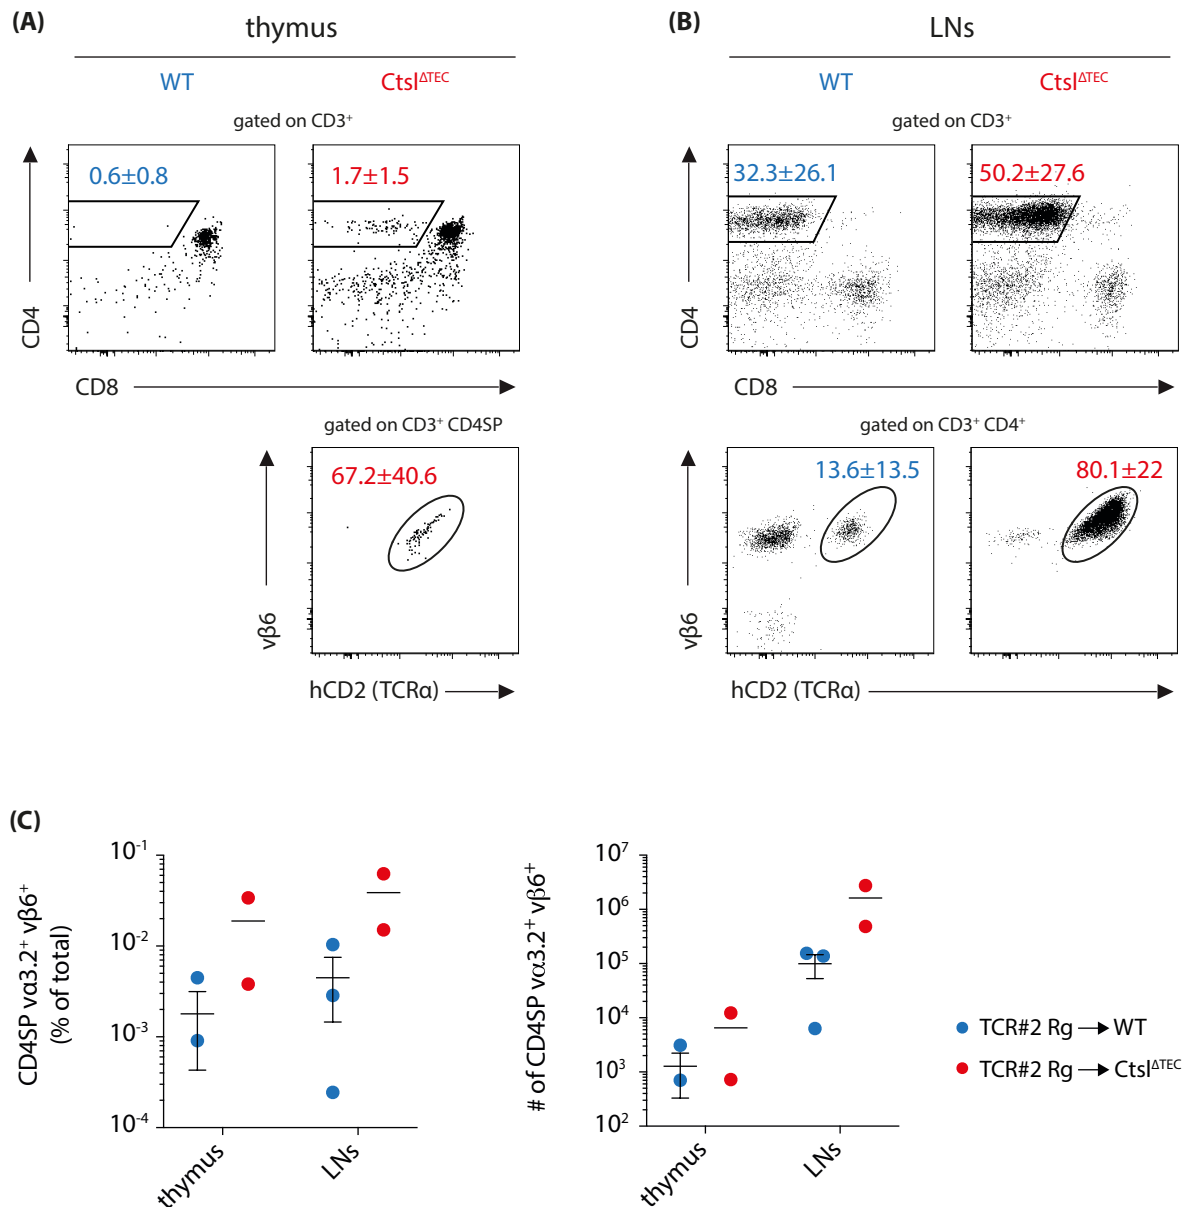 (A)
thymus
WT
Ctsl^ΔTEC
gated on CD3⁺
0.6±0.8
1.7±1.5
CD4
CD8
gated on CD3⁺ CD4SP
67.2±40.6
vβ6
hCD2 (TCRα)
(B)
LNs
WT
Ctsl^ΔTEC
gated on CD3⁺
32.3±26.1
50.2±27.6
CD4
CD8
gated on CD3⁺ CD4⁺
13.6±13.5
80.1±22
vβ6
hCD2 (TCRα)
(C)
CD4SP vα3.2⁺ vβ6⁺
(% of total)
10⁻¹
10⁻²
10⁻³
10⁻⁴
thymus
LNs
# of CD4SP vα3.2⁺ vβ6⁺
10⁷
10⁶
10⁵
10⁴
10³
10²
thymus
LNs
TCR#2 Rg → WT
TCR#2 Rg → Ctsl^ΔTEC